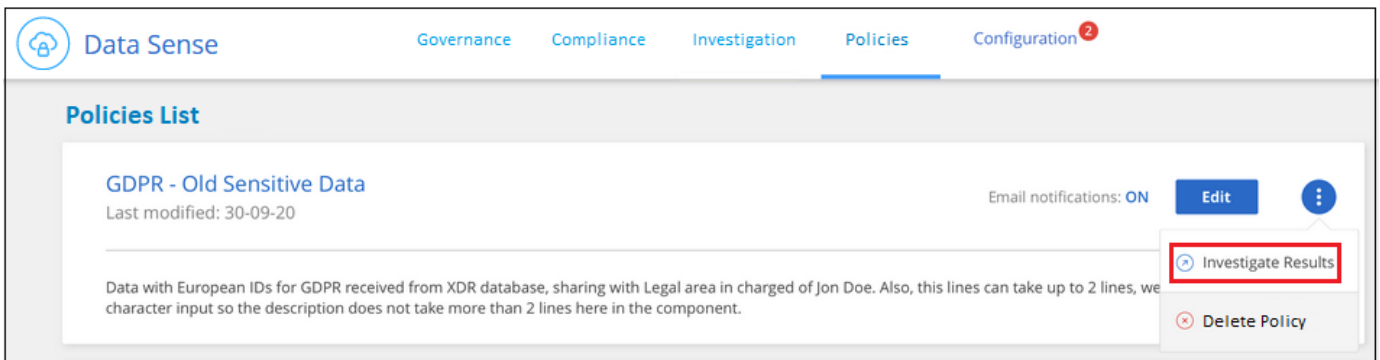 Data Sense
Governance Compliance Investigation Policies Configuration 2
Policies List
GDPR - Old Sensitive Data
Email notifications: ON Edit
Last modified: 30-09-20
Investigate Results
Data with European IDs for GDPR received from XDR database, sharing with Legal area in charged of Jon Doe. Also, this lines can take up to 2 lines, we
character input so the description does not take more than 2 lines here in the component.
Delete Policy